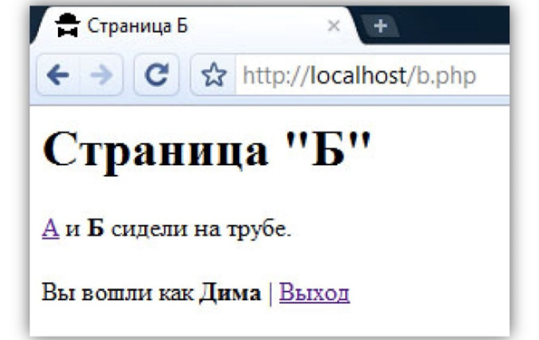 Страница Б
http://localhost/b.php
Страница "Б"
А и Б сидели на трубе.
Вы вошли как Дима | Выход